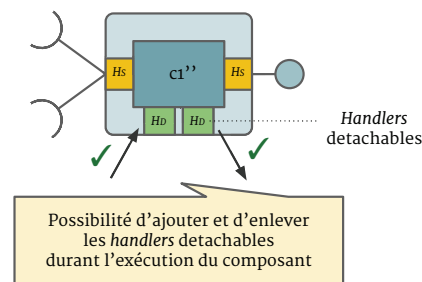 c1’’
Hs
Hs
HD
HD
Handlers
detachables
Possibilité d’ajouter et d’enlever
les handlers detachables
durant l’exécution du composant